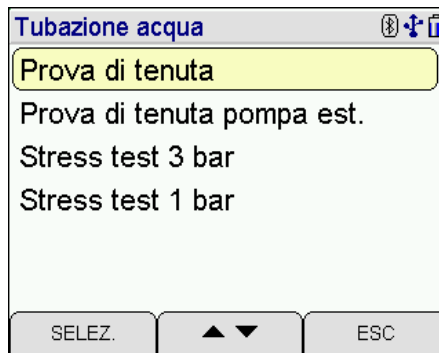 Tubazione acqua
Prova di tenuta
Prova di tenuta pompa est.
Stress test 3 bar
Stress test 1 bar
SELEZ. ▲ ▼ ESC